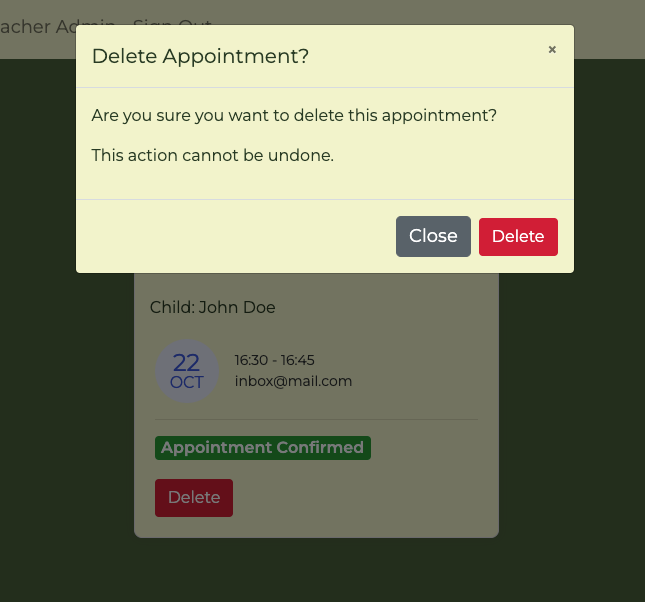 acher Admin Sign Out
Delete Appointment?
×
Are you sure you want to delete this appointment?
This action cannot be undone.
Close Delete
Child: John Doe
22
OCT
16:30 - 16:45
inbox@mail.com
Appointment Confirmed
Delete